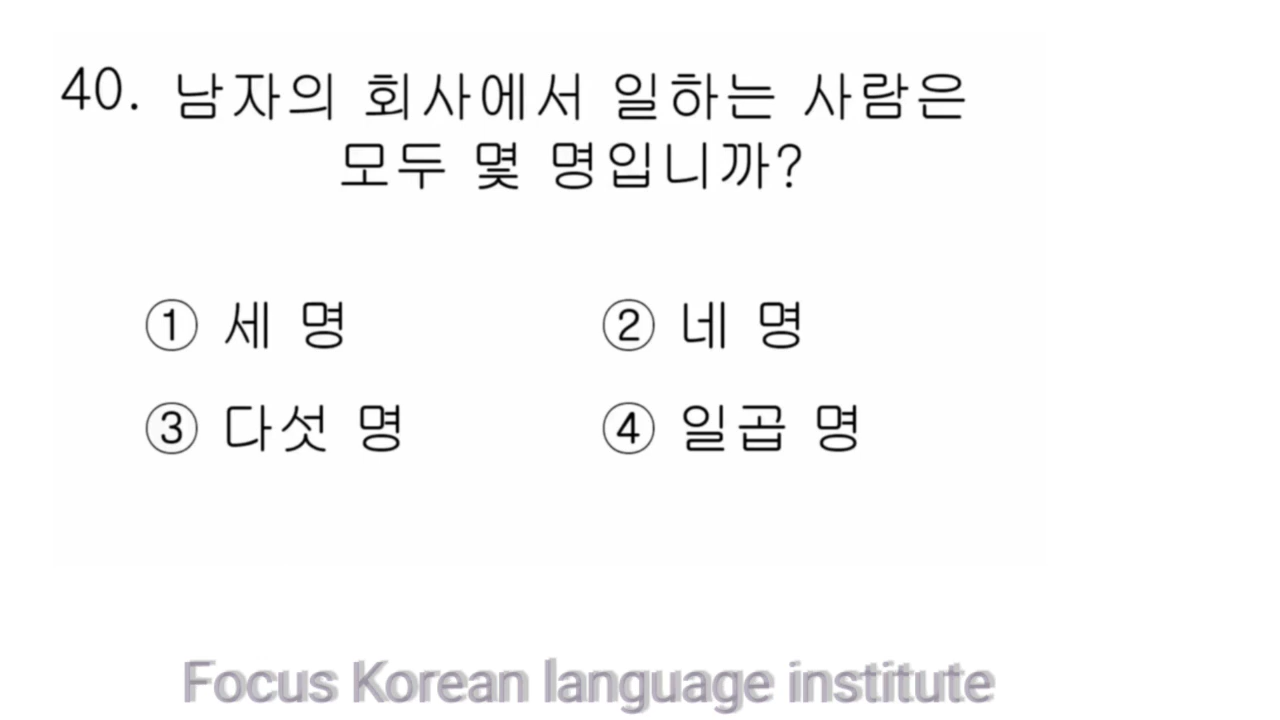 40. 남자의 회사에서 일하는 사람은
모두 몇 명입니까?
① 세 명 ② 네 명
③ 다섯 명 ④ 일곱 명
Focus Korean language institute